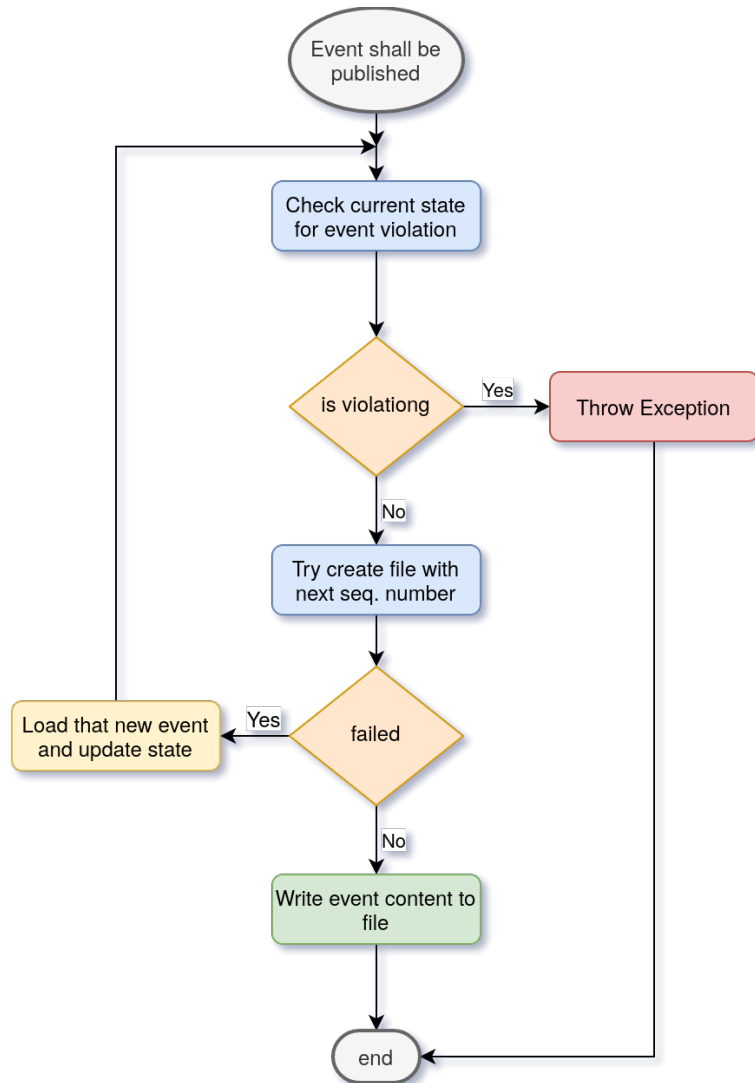 Event shall be
published
Check current state
for event violation
is violationg
Yes
Throw Exception
No
Try create file with
next seq. number
Load that new event
and update state
Yes
failed
No
Write event content to
file
end